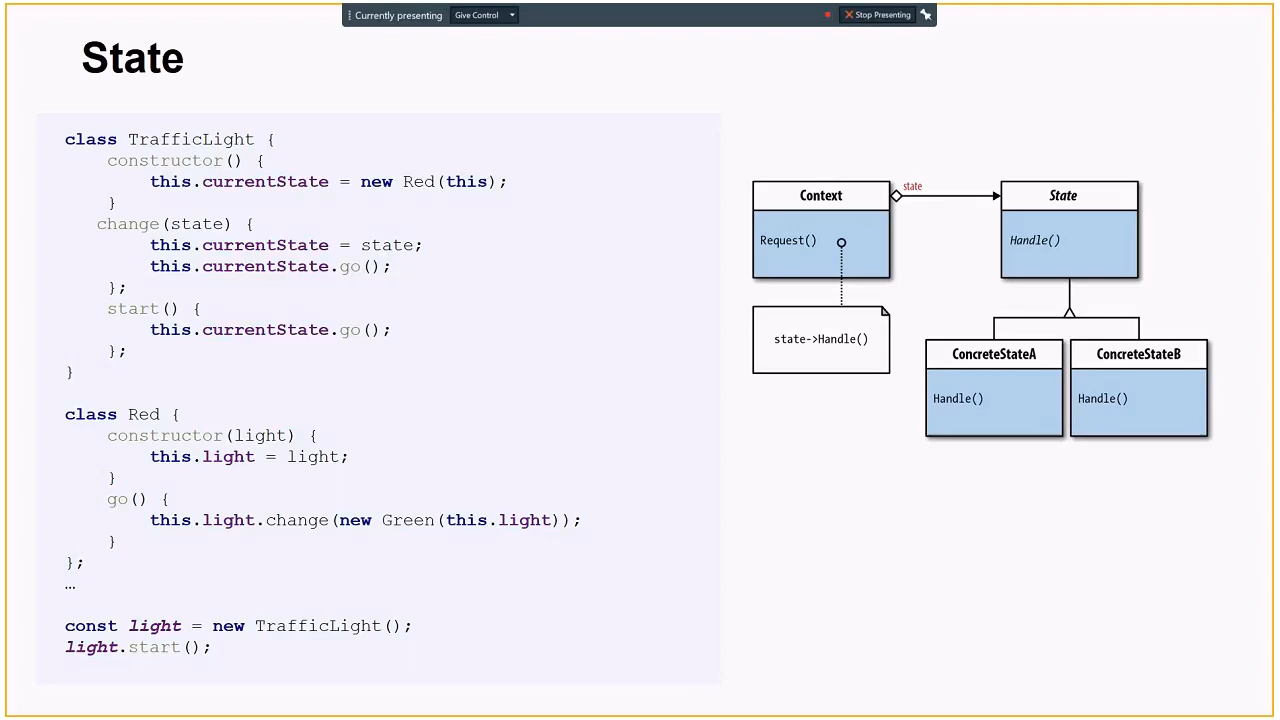 Currently presenting Give Control Stop Presenting
State
class TrafficLight {
    constructor() {
        this.currentState = new Red(this);
    }
   change(state) {
        this.currentState = state;
        this.currentState.go();
    };
    start() {
        this.currentState.go();
    };
}
class Red {
    constructor(light) {
        this.light = light;
    }
    go() {
        this.light.change(new Green(this.light));
    }
};
…
const light = new TrafficLight();
light.start();
Context
state
State
Request()
Handle()
state->Handle()
ConcreteStateA
ConcreteStateB
Handle()
Handle()